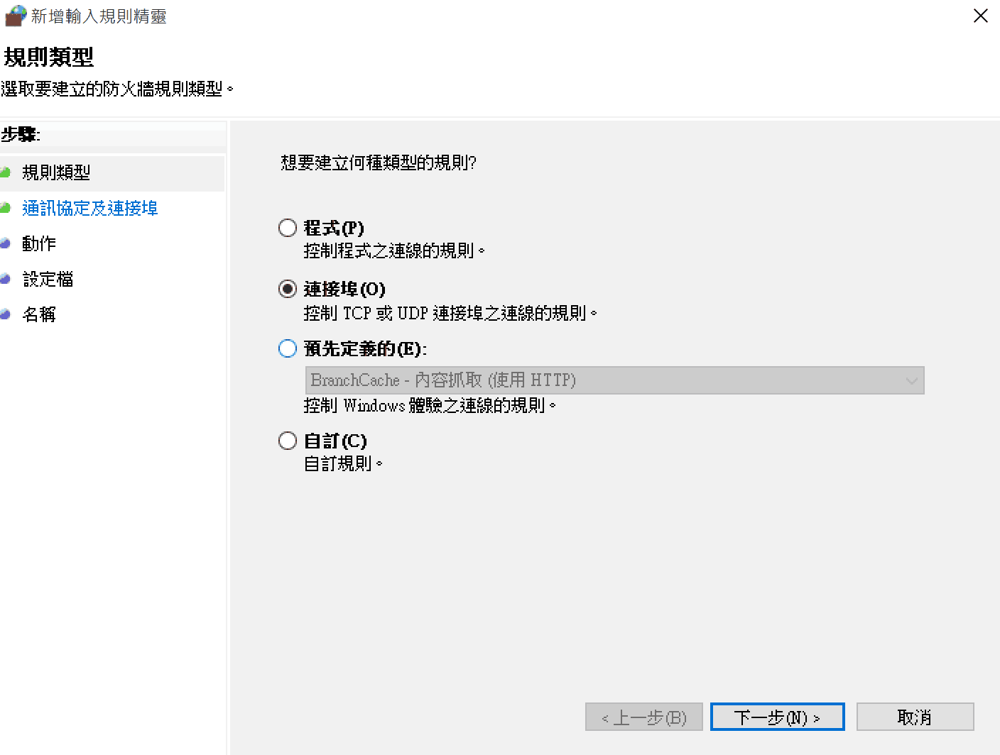 新增輸入規則精靈
規則類型
選取要建立的防火牆規則類型。
步驟:
規則類型
通訊協定及連接埠
動作
設定檔
名稱
想要建立何種類型的規則?
程式(P)
控制程式之連線的規則。
連接埠(O)
控制 TCP 或 UDP 連接埠之連線的規則。
預先定義的(E):
BranchCache - 內容抓取 (使用 HTTP)
控制 Windows 體驗之連線的規則。
自訂(C)
自訂規則。
< 上一步(B)
下一步(N) >
取消